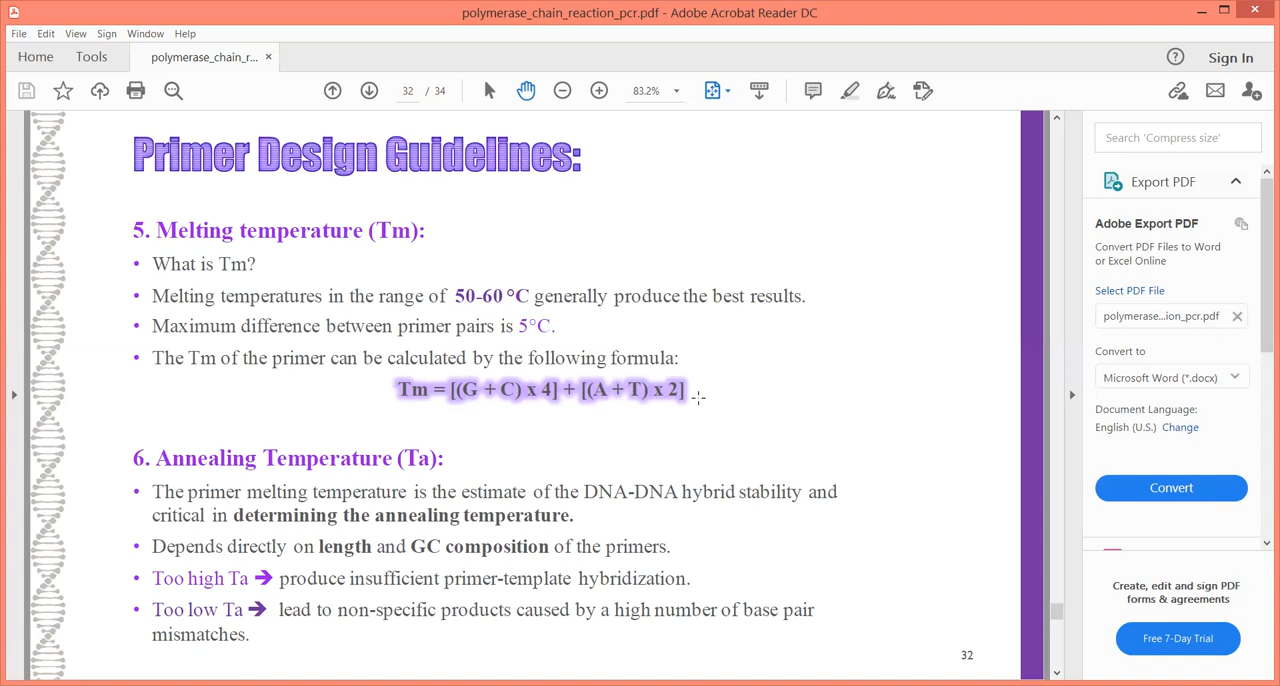 polymerase_chain_reaction_pcr.pdf - Adobe Acrobat Reader DC
File Edit View Sign Window Help
Home Tools polymerase_chain_r... × Sign In
32 / 34 83.2%
Primer Design Guidelines:
5. Melting temperature (Tm):
• What is Tm?
• Melting temperatures in the range of 50-60 °C generally produce the best results.
• Maximum difference between primer pairs is 5°C.
• The Tm of the primer can be calculated by the following formula:
Tm = [(G + C) x 4] + [(A + T) x 2]
6. Annealing Temperature (Ta):
• The primer melting temperature is the estimate of the DNA-DNA hybrid stability and
critical in determining the annealing temperature.
• Depends directly on length and GC composition of the primers.
• Too high Ta ➔ produce insufficient primer-template hybridization.
• Too low Ta ➔ lead to non-specific products caused by a high number of base pair
mismatches.
32
Search 'Compress size'
Export PDF
Adobe Export PDF
Convert PDF Files to Word
or Excel Online
Select PDF File
polymerase...ion_pcr.pdf
Convert to
Microsoft Word (*.docx)
Document Language:
English (U.S.) Change
Convert
Create, edit and sign PDF
forms & agreements
Free 7-Day Trial